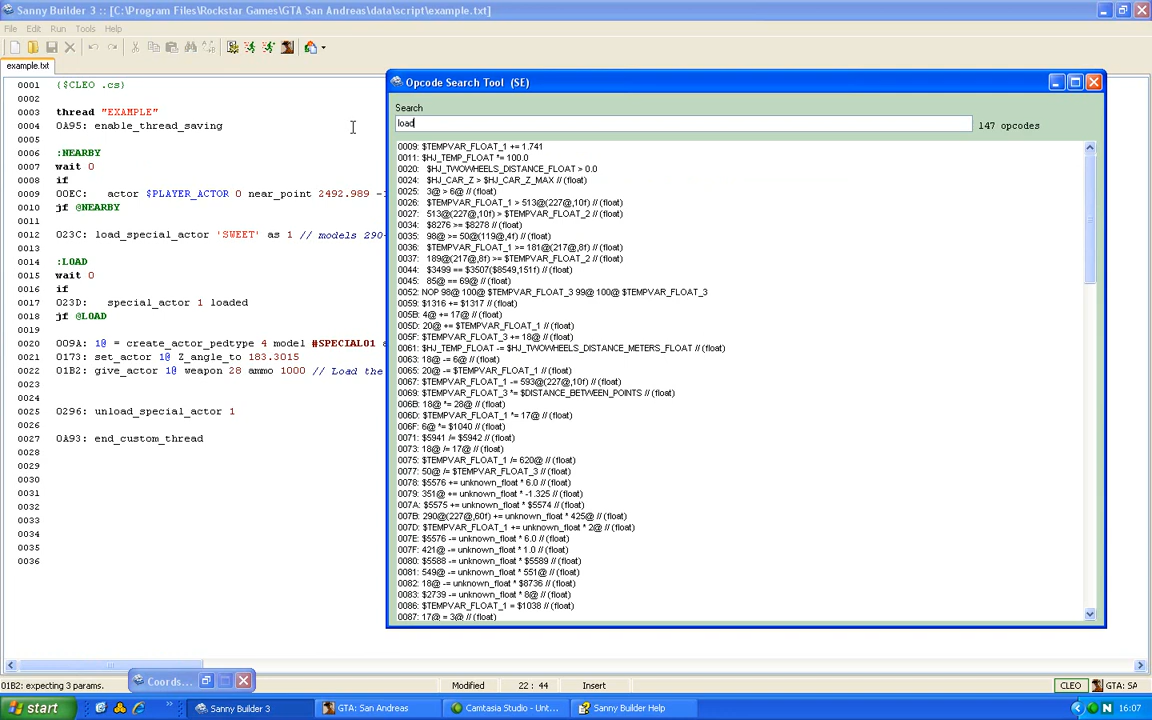 Sanny Builder 3 :: [C:\Program Files\Rockstar Games\GTA San Andreas\data\script\example.txt]
File Edit Run Tools Help
example.txt
0001 {$CLEO .cs}
0002
0003 thread "EXAMPLE"
0004 0A95: enable_thread_saving
0005
0006 :NEARBY
0007 wait 0
0008 if
0009 00EC: actor $PLAYER_ACTOR 0 near_point 2492.989 -1
0010 jf @NEARBY
0011
0012 023C: load_special_actor 'SWEET' as 1 // models 290-
0013
0014 :LOAD
0015 wait 0
0016 if
0017 023D: special_actor 1 loaded
0018 jf @LOAD
0019
0020 009A: 1@ = create_actor_pedtype 4 model #SPECIAL01 a
0021 0173: set_actor 1@ Z_angle_to 183.3015
0022 01B2: give_actor 1@ weapon 28 ammo 1000 // Load the
0023
0024
0025 0296: unload_special_actor 1
0026
0027 0A93: end_custom_thread
0028
0029
0030
0031
0032
0033
0034
0035
0036
Opcode Search Tool (SE)
Search
load
147 opcodes
0009: $TEMPVAR_FLOAT_1 += 1.741
0011: $HJ_TEMP_FLOAT *= 100.0
0020: $HJ_TWOWHEELS_DISTANCE_FLOAT > 0.0
0024: $HJ_CAR_Z > $HJ_CAR_Z_MAX // (float)
0025: 3@ > 6@ // (float)
0026: $TEMPVAR_FLOAT_1 > 513@(227@,10f) // (float)
0027: 513@(227@,10f) > $TEMPVAR_FLOAT_2 // (float)
0034: $8276 >= $8278 // (float)
0035: 98@ >= 50@(119@,4f) // (float)
0036: $TEMPVAR_FLOAT_1 >= 181@(217@,8f) // (float)
0037: 189@(217@,8f) >= $TEMPVAR_FLOAT_2 // (float)
0044: $3499 == $3507($8549,151f) // (float)
0045: 85@ == 69@ // (float)
0052: NOP 98@ 100@ $TEMPVAR_FLOAT_3 99@ 100@ $TEMPVAR_FLOAT_3
0059: $1316 += $1317 // (float)
005B: 4@ += 17@ // (float)
005D: 20@ += $TEMPVAR_FLOAT_1 // (float)
005F: $TEMPVAR_FLOAT_3 += 18@ // (float)
0061: $HJ_TEMP_FLOAT -= $HJ_TWOWHEELS_DISTANCE_METERS_FLOAT // (float)
0063: 18@ -= 6@ // (float)
0065: 20@ -= $TEMPVAR_FLOAT_1 // (float)
0067: $TEMPVAR_FLOAT_1 -= 593@(227@,10f) // (float)
0069: $TEMPVAR_FLOAT_3 *= $DISTANCE_BETWEEN_POINTS // (float)
006B: 18@ *= 28@ // (float)
006D: $TEMPVAR_FLOAT_1 *= 17@ // (float)
006F: 6@ *= $1040 // (float)
0071: $5941 /= $5942 // (float)
0073: 18@ /= 17@ // (float)
0075: $TEMPVAR_FLOAT_1 /= 620@ // (float)
0077: 50@ /= $TEMPVAR_FLOAT_3 // (float)
0078: $5576 += unknown_float * 6.0 // (float)
0079: 351@ += unknown_float * -1.325 // (float)
007A: $5575 += unknown_float * $5574 // (float)
007B: 290@(227@,60f) += unknown_float * 425@ // (float)
007D: $TEMPVAR_FLOAT_1 += unknown_float * 2@ // (float)
007E: $5576 -= unknown_float * 6.0 // (float)
007F: 421@ -= unknown_float * 1.0 // (float)
0080: $5588 -= unknown_float * $5589 // (float)
0081: 549@ -= unknown_float * 551@ // (float)
0082: 18@ -= unknown_float * $8736 // (float)
0083: $2739 -= unknown_float * 8@ // (float)
0086: $TEMPVAR_FLOAT_1 = $1038 // (float)
0087: 17@ = 3@ // (float)
Coords...
01B2: expecting 3 params. Modified 22 : 44 Insert CLEO GTA: SA
start Sanny Builder 3 GTA: San Andreas Camtasia Studio - Unt... Sanny Builder Help 16:07